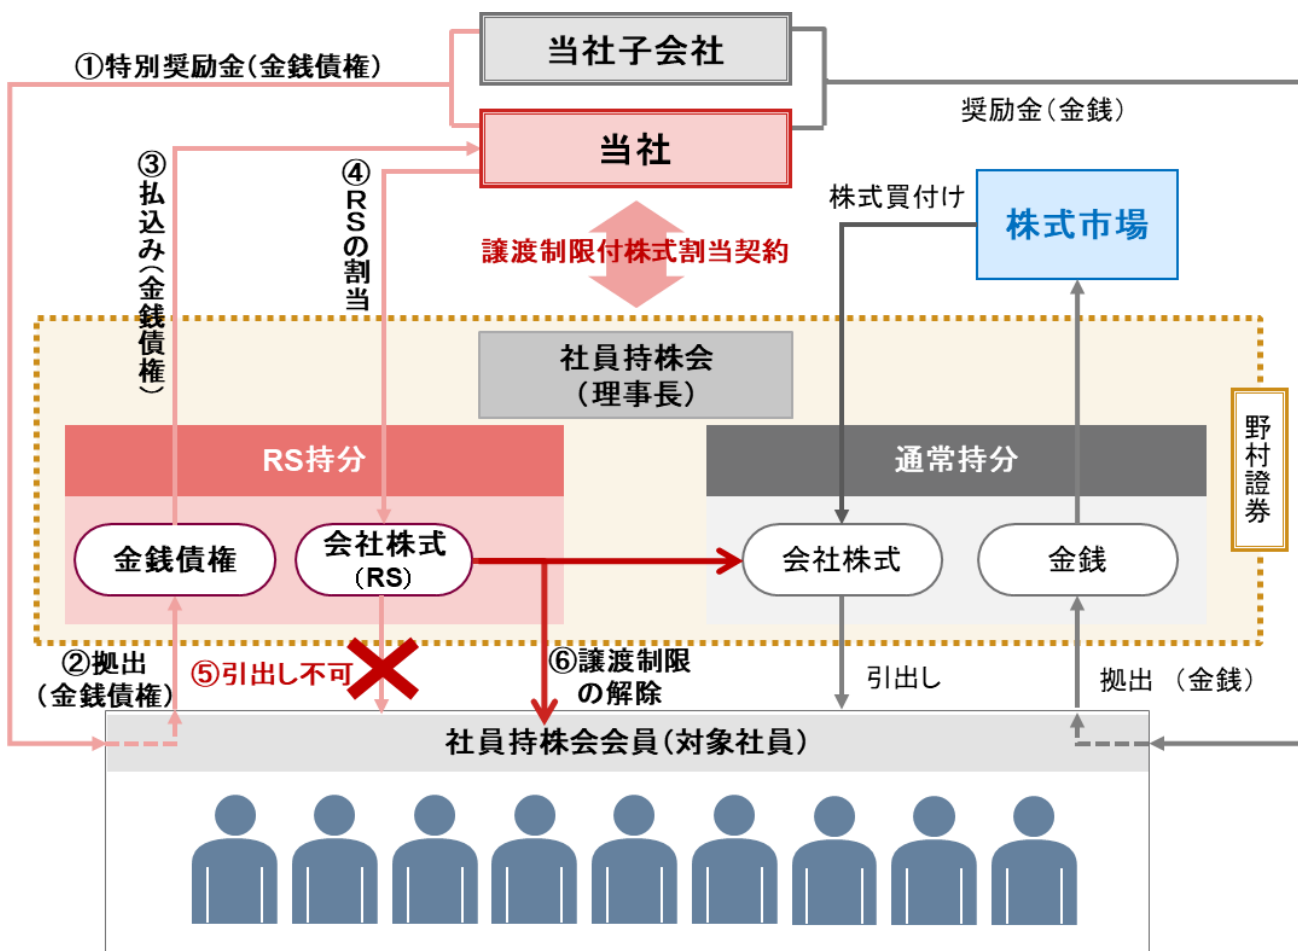 当社子会社
①特別奨励金(金銭債権)
奨励金(金銭)
当社
③払込み(金銭債権)
④RSの割当
株式買付け
株式市場
譲渡制限付株式割当契約
社員持株会
(理事長)
野村證券
RS持分
通常持分
金銭債権
会社株式
(RS)
会社株式
金銭
②拠出
(金銭債権)
⑤引出し不可
⑥譲渡制限
の解除
引出し
拠出 (金銭)
社員持株会会員(対象社員)